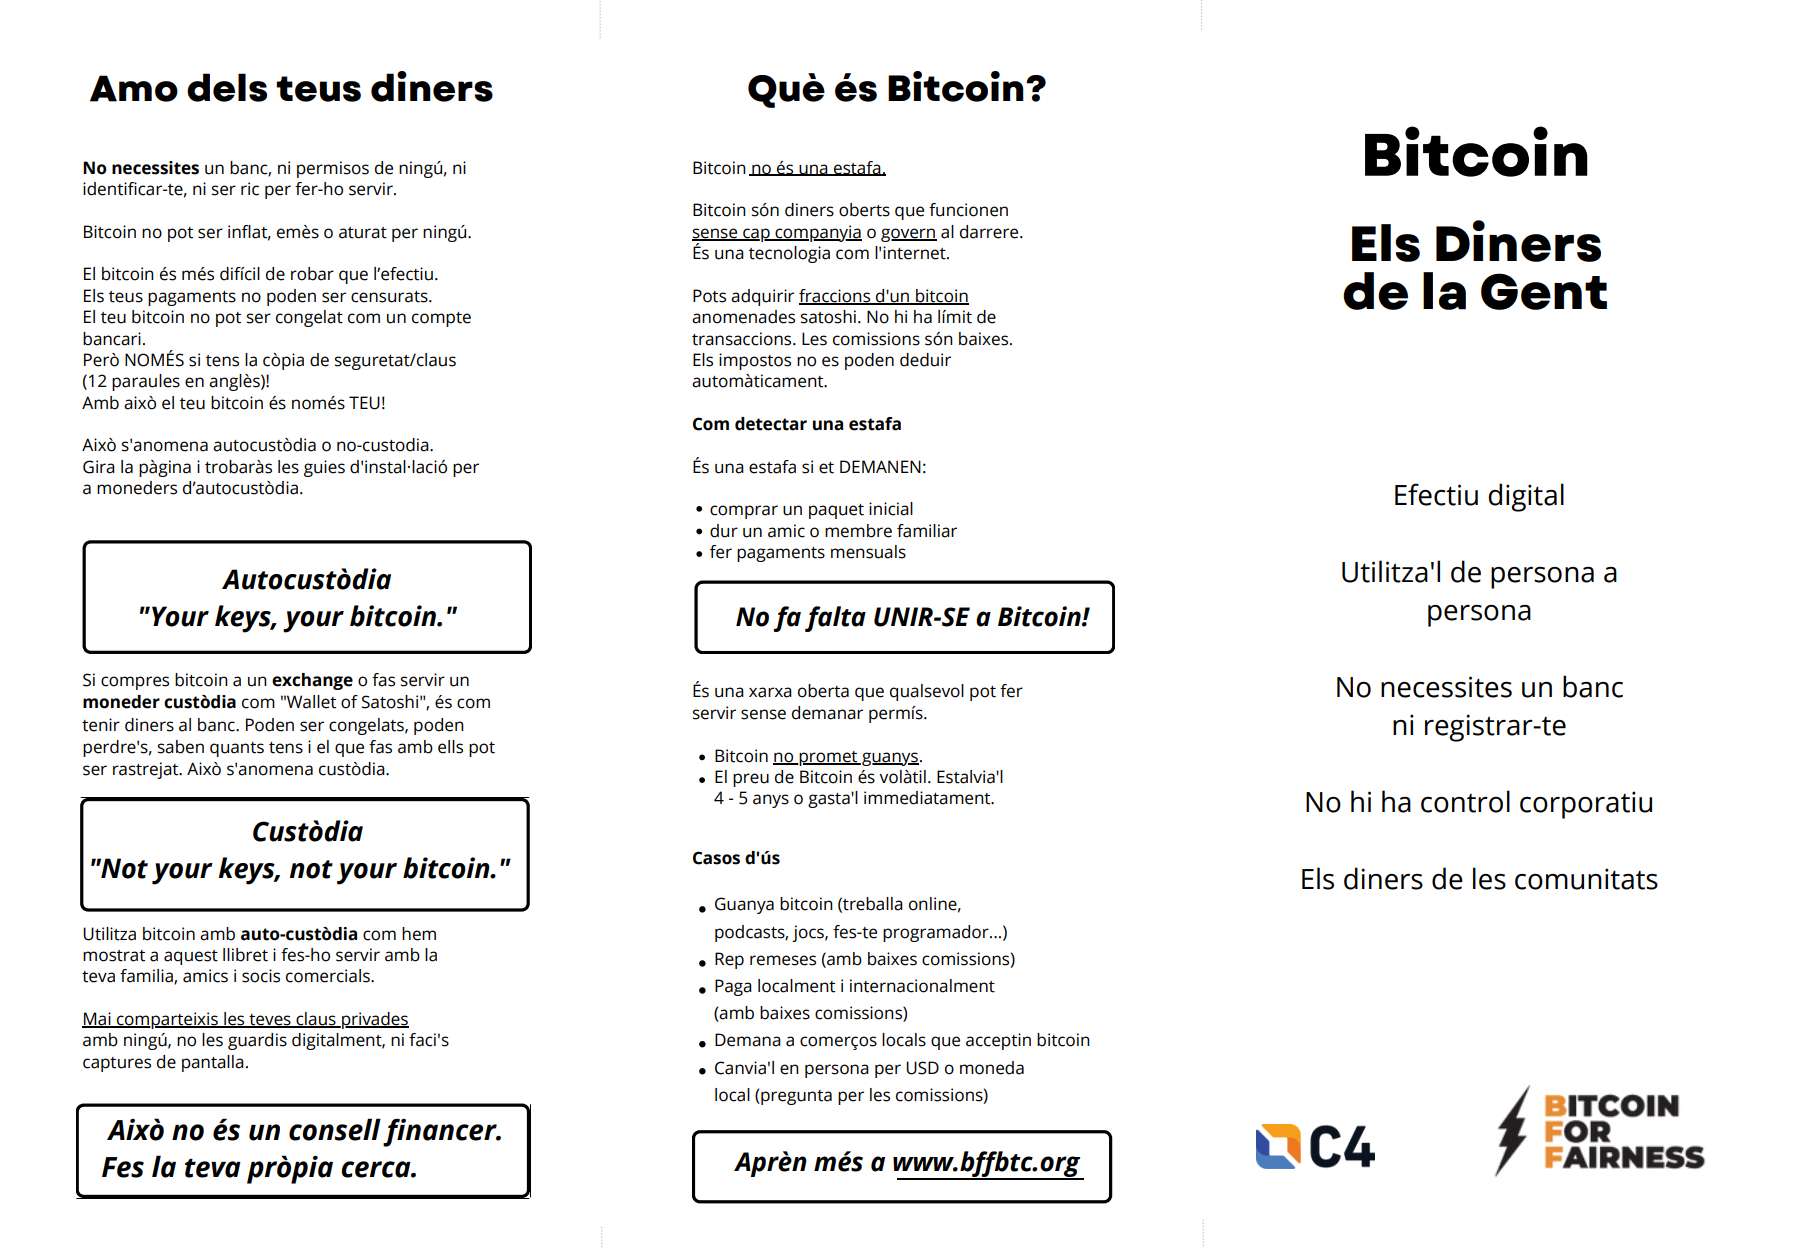 Amo dels teus diners
No necessites un banc, ni permisos de ningú, ni
identificar-te, ni ser ric per fer-ho servir.
Bitcoin no pot ser inflat, emès o aturat per ningú.
El bitcoin és més difícil de robar que l’efectiu.
Els teus pagaments no poden ser censurats.
El teu bitcoin no pot ser congelat com un compte
bancari.
Però NOMÉS si tens la còpia de seguretat/claus
(12 paraules en anglès)!
Amb això el teu bitcoin és només TEU!
Això s'anomena autocustòdia o no-custodia.
Gira la pàgina i trobaràs les guies d'instal·lació per
a moneders d’autocustòdia.
Autocustòdia
"Your keys, your bitcoin."
Si compres bitcoin a un exchange o fas servir un
moneder custòdia com "Wallet of Satoshi", és com
tenir diners al banc. Poden ser congelats, poden
perdre's, saben quants tens i el que fas amb ells pot
ser rastrejat. Això s'anomena custòdia.
Custòdia
"Not your keys, not your bitcoin."
Utilitza bitcoin amb auto-custòdia com hem
mostrat a aquest llibret i fes-ho servir amb la
teva familia, amics i socis comercials.
Mai comparteixis les teves claus privades
amb ningú, no les guardis digitalment, ni faci's
captures de pantalla.
Això no és un consell financer.
Fes la teva pròpia cerca.
Què és Bitcoin?
Bitcoin no és una estafa.
Bitcoin són diners oberts que funcionen
sense cap companyia o govern al darrere.
És una tecnologia com l'internet.
Pots adquirir fraccions d'un bitcoin
anomenades satoshi. No hi ha límit de
transaccions. Les comissions són baixes.
Els impostos no es poden deduir
automàticament.
Com detectar una estafa
És una estafa si et DEMANEN:
• comprar un paquet inicial
• dur un amic o membre familiar
• fer pagaments mensuals
No fa falta UNIR-SE a Bitcoin!
És una xarxa oberta que qualsevol pot fer
servir sense demanar permís.
• Bitcoin no promet guanys.
• El preu de Bitcoin és volàtil. Estalvia'l
4 - 5 anys o gasta'l immediatament.
Casos d'ús
• Guanya bitcoin (treballa online,
podcasts, jocs, fes-te programador...)
• Rep remeses (amb baixes comissions)
• Paga localment i internacionalment
(amb baixes comissions)
• Demana a comerços locals que acceptin bitcoin
• Canvia'l en persona per USD o moneda
local (pregunta per les comissions)
Aprèn més a www.bffbtc.org
Bitcoin
Els Diners
de la Gent
Efectiu digital
Utilitza'l de persona a
persona
No necessites un banc
ni registrar-te
No hi ha control corporatiu
Els diners de les comunitats
C4
BITCOIN
FOR
FAIRNESS